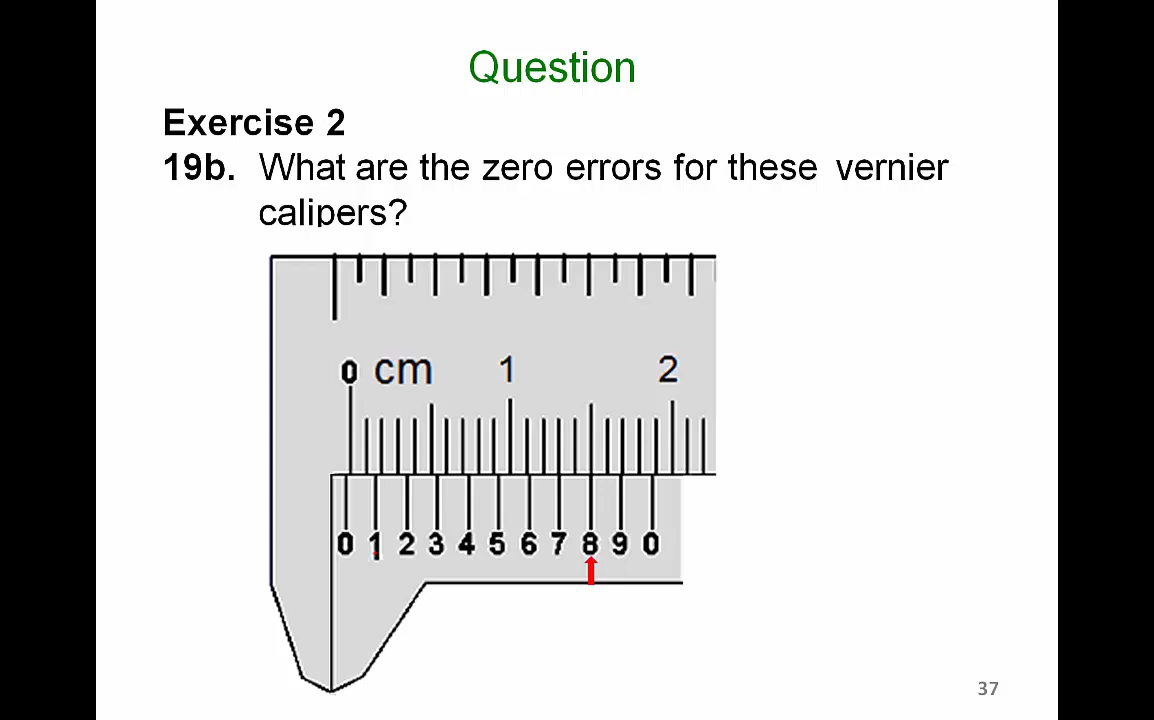 Question
Exercise 2
19b. What are the zero errors for these vernier
calipers?
0 cm 1 2
0 1 2 3 4 5 6 7 8 9 0
37